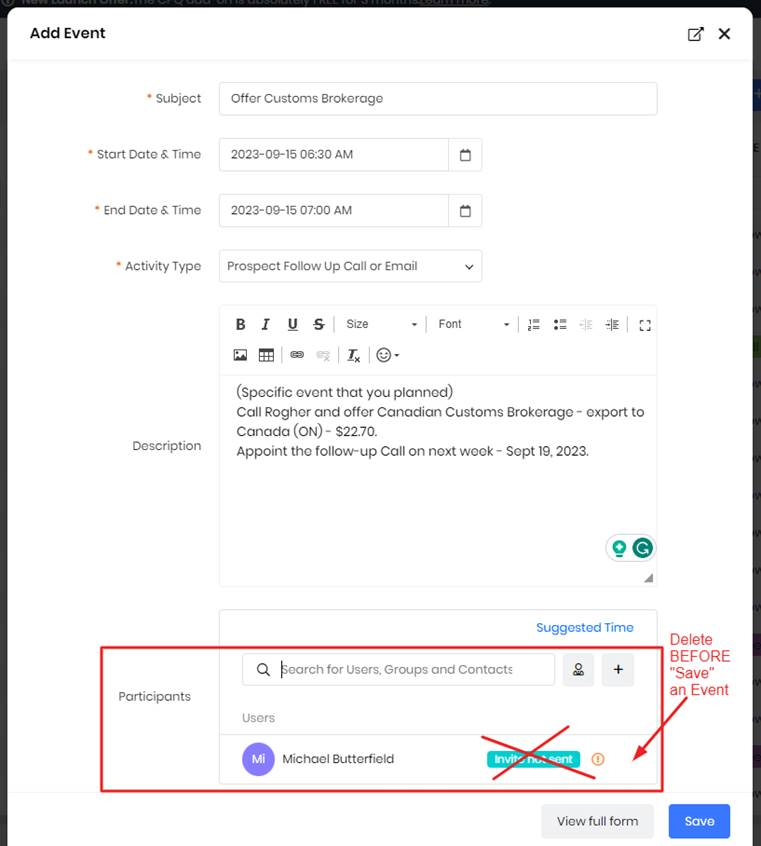 New Launch Offer:The CPQ add-on is absolutely FREE for 3 months.Learn more.
Add Event
* Subject
Offer Customs Brokerage
* Start Date & Time
2023-09-15 06:30 AM
* End Date & Time
2023-09-15 07:00 AM
* Activity Type
Prospect Follow Up Call or Email
B I U S Size Font
Description
(Specific event that you planned)
Call Rogher and offer Canadian Customs Brokerage - export to
Canada (ON) - $22.70.
Appoint the follow-up Call on next week - Sept 19, 2023.
Suggested Time
Participants
Search for Users, Groups and Contacts
Users
Mi Michael Butterfield
Invite not sent
Delete
BEFORE
"Save"
an Event
View full form
Save